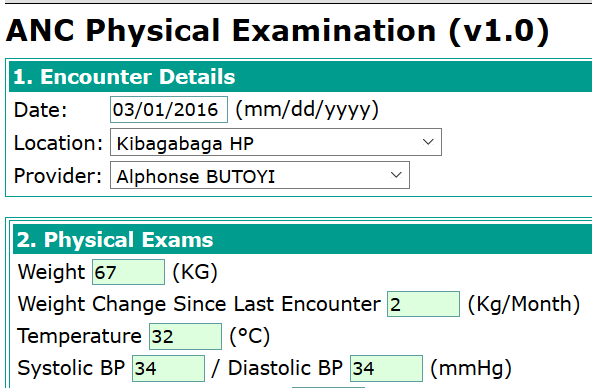 ANC Physical Examination (v1.0)
1. Encounter Details
Date: 03/01/2016 (mm/dd/yyyy)
Location: Kibagabaga HP
Provider: Alphonse BUTOYI
2. Physical Exams
Weight 67 (KG)
Weight Change Since Last Encounter 2 (Kg/Month)
Temperature 32 (°C)
Systolic BP 34 / Diastolic BP 34 (mmHg)